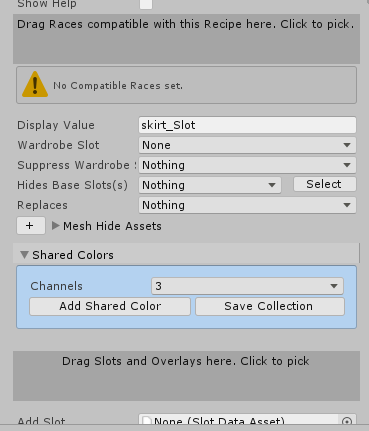 Show Help
Drag Races compatible with this Recipe here. Click to pick.
No Compatible Races set.
Display Value skirt_Slot
Wardrobe Slot None
Suppress Wardrobe Nothing
Hides Base Slots(s) Nothing Select
Replaces Nothing
+ Mesh Hide Assets
Shared Colors
Channels 3
Add Shared Color Save Collection
Drag Slots and Overlays here. Click to pick
Add Slot None (Slot Data Asset)